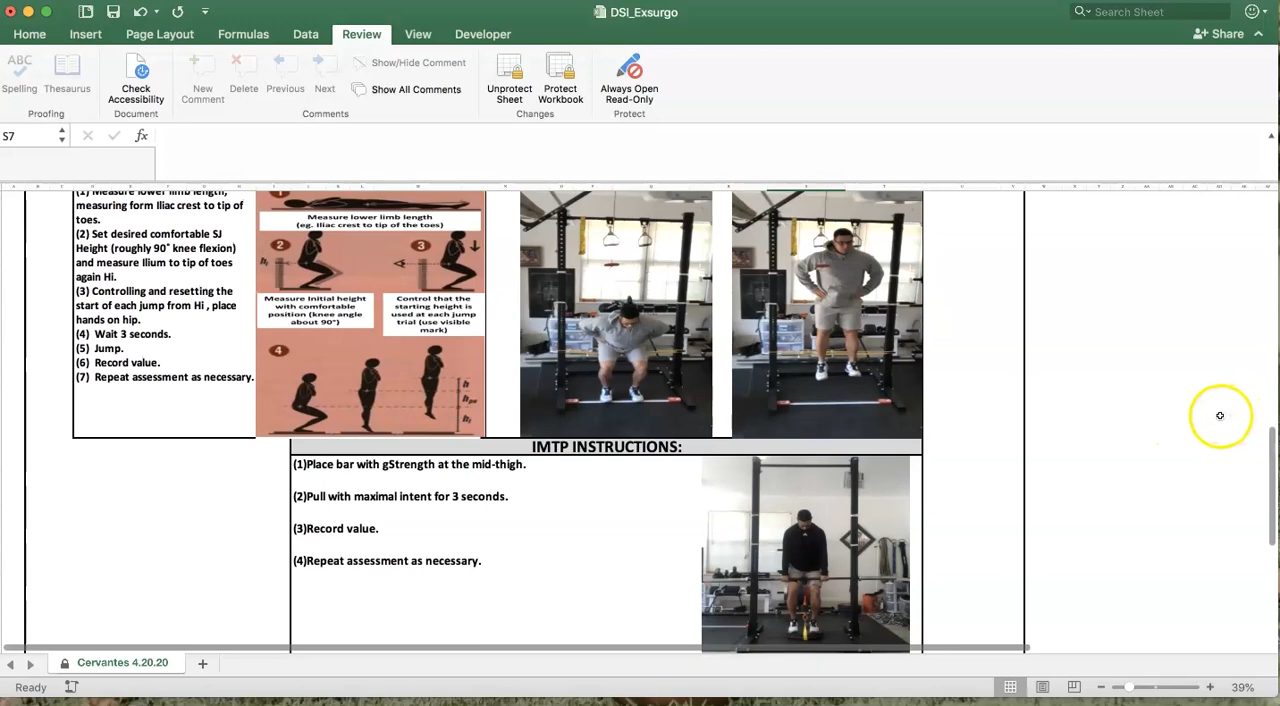 DSI_Exsurgo
Search Sheet
Home
Insert
Page Layout
Formulas
Data
Review
View
Developer
Share
ABC
Spelling
Thesaurus
Check
Accessibility
New
Comment
Delete
Previous
Next
Show/Hide Comment
Show All Comments
Unprotect
Sheet
Protect
Workbook
Always Open
Read-Only
Proofing
Document
Comments
Changes
Protect
S7
fx
(1) Measure lower limb length,
measuring form Iliac crest to tip of
toes.
(2) Set desired comfortable SJ
Height (roughly 90˚ knee flexion)
and measure Ilium to tip of toes
again Hi.
(3) Controlling and resetting the
start of each jump from Hi , place
hands on hip.
(4)  Wait 3 seconds.
(5)  Jump.
(6)  Record value.
(7)  Repeat assessment as necessary.
Measure lower limb length
(eg. Iliac crest to tip of the toes)
2
3
Measure Initial height
with comfortable
position (knee angle
about 90°)
Control that the
starting height is
used at each jump
trial (use visible
mark)
4
IMTP INSTRUCTIONS:
(1)Place bar with gStrength at the mid-thigh.
(2)Pull with maximal intent for 3 seconds.
(3)Record value.
(4)Repeat assessment as necessary.
Cervantes 4.20.20
Ready
39%